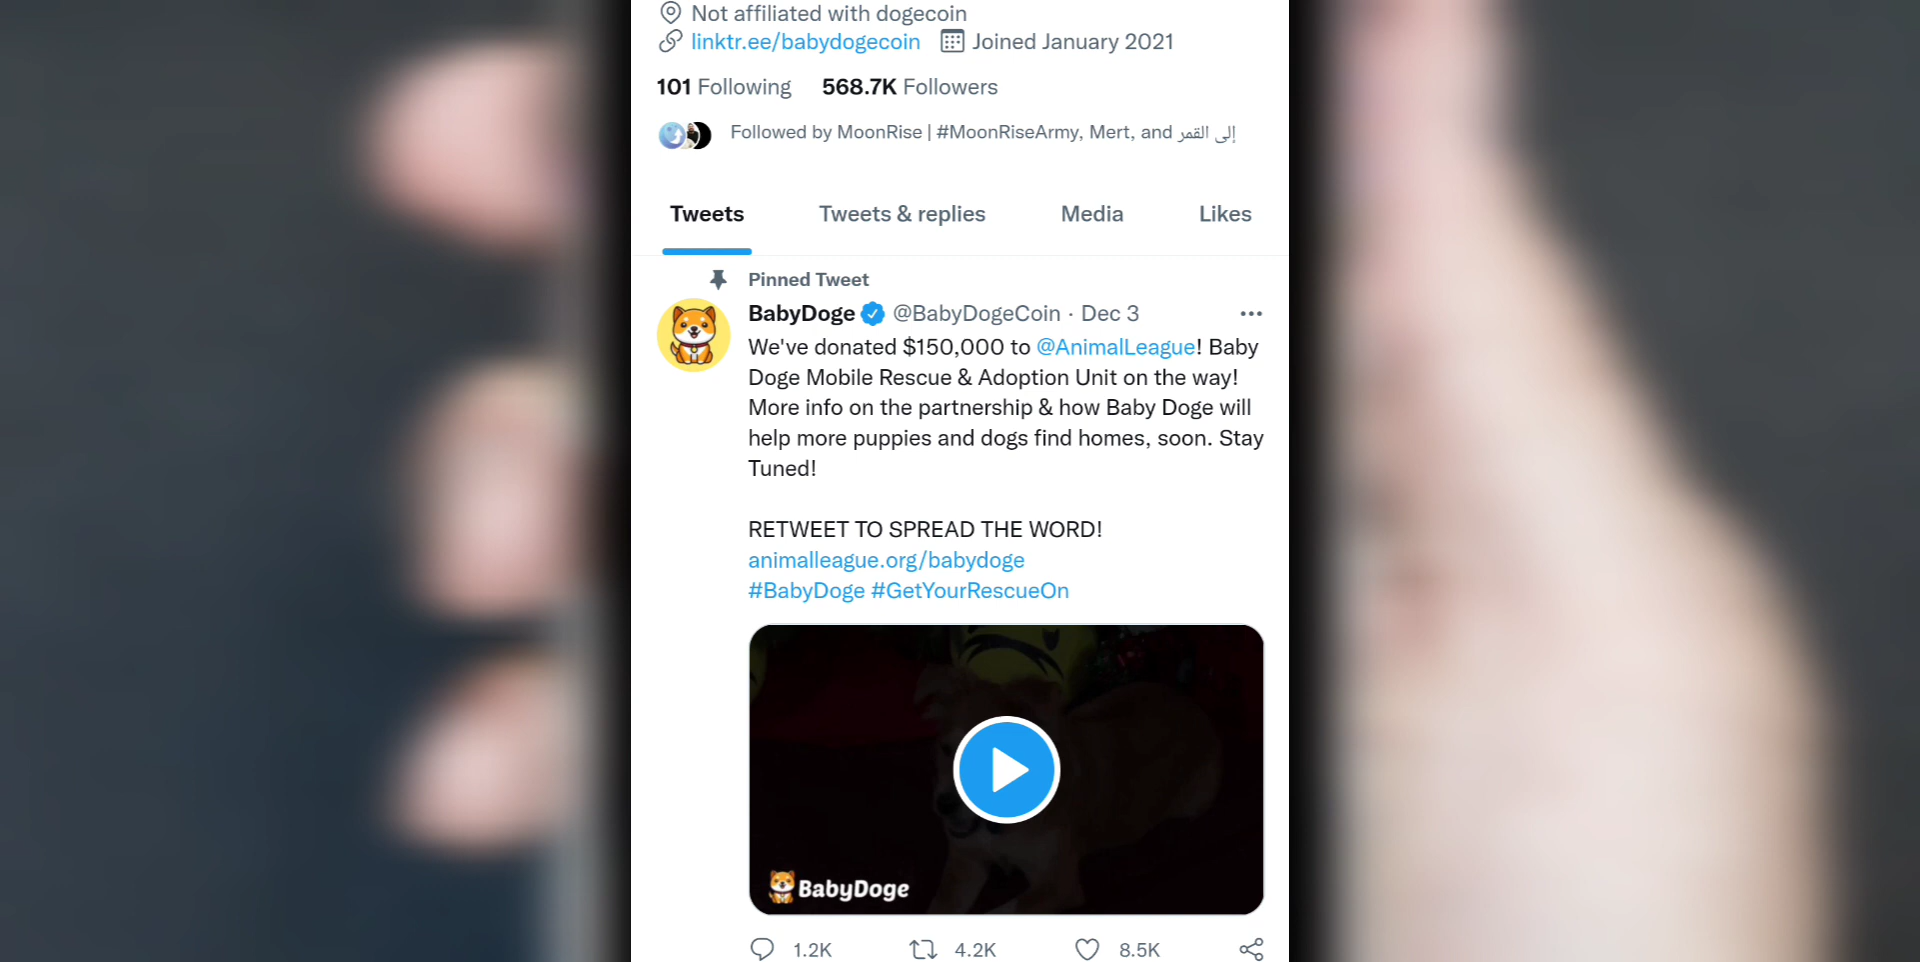 Not affiliated with dogecoin
linktr.ee/babydogecoin Joined January 2021
101 Following 568.7K Followers
Followed by MoonRise | #MoonRiseArmy, Mert, and إلى القمر
Tweets Tweets & replies Media Likes
Pinned Tweet
BabyDoge @BabyDogeCoin · Dec 3
We've donated $150,000 to @AnimalLeague! Baby
Doge Mobile Rescue & Adoption Unit on the way!
More info on the partnership & how Baby Doge will
help more puppies and dogs find homes, soon. Stay
Tuned!
RETWEET TO SPREAD THE WORD!
animalleague.org/babydoge
#BabyDoge #GetYourRescueOn
BabyDoge
1.2K 4.2K 8.5K